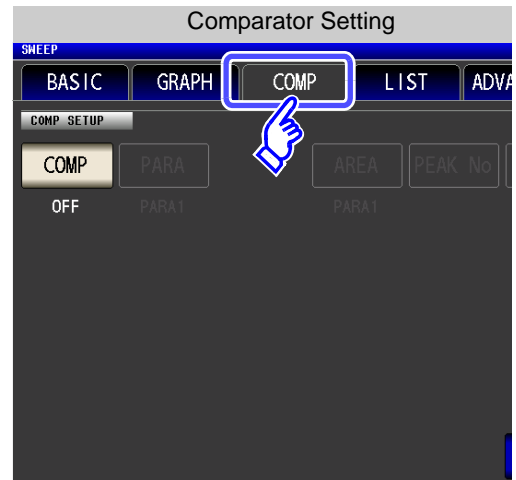 Comparator Setting
SWEEP
BASIC GRAPH COMP LIST ADVA
COMP SETUP
COMP PARA AREA PEAK No
OFF PARA1 PARA1